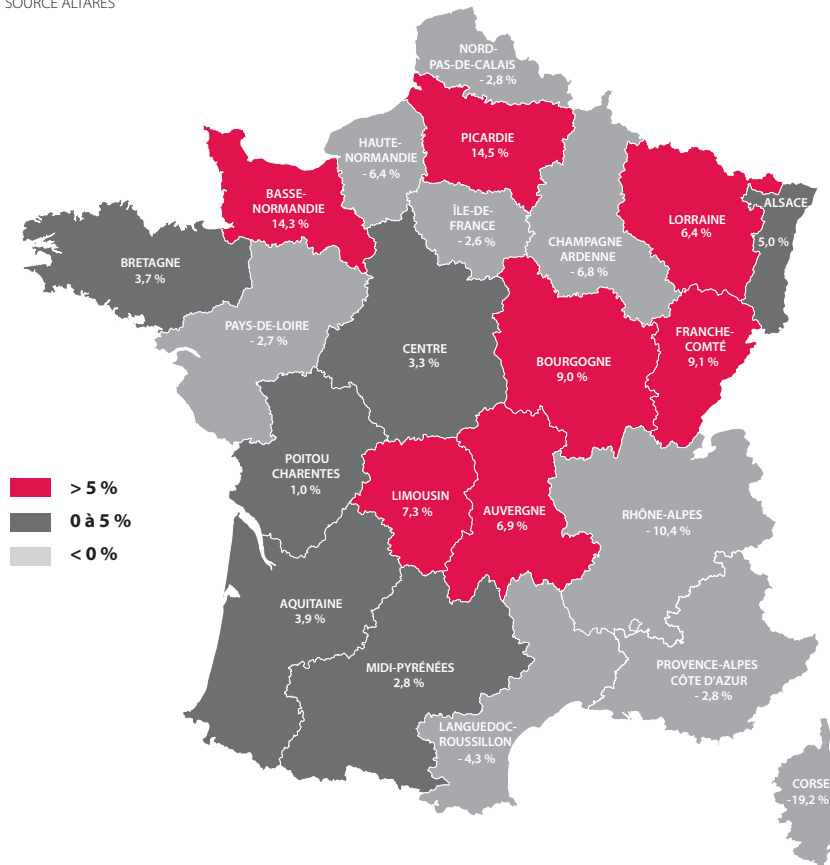 SOURCE ALTARES
NORD-
PAS-DE-CALAIS
- 2,8 %
PICARDIE
14,5 %
HAUTE-
NORMANDIE
- 6,4 %
BASSE-
NORMANDIE
14,3 %
ÎLE-DE-
FRANCE
- 2,6 %
CHAMPAGNE
ARDENNE
- 6,8 %
LORRAINE
6,4 %
ALSACE
5,0 %
BRETAGNE
3,7 %
PAYS-DE-LOIRE
- 2,7 %
CENTRE
3,3 %
BOURGOGNE
9,0 %
FRANCHE-
COMTÉ
9,1 %
POITOU
CHARENTES
1,0 %
LIMOUSIN
7,3 %
AUVERGNE
6,9 %
RHÔNE-ALPES
- 10,4 %
> 5 %
0 à 5 %
< 0 %
AQUITAINE
3,9 %
MIDI-PYRÉNÉES
2,8 %
PROVENCE-ALPES
CÔTE D'AZUR
- 2,8 %
LANGUEDOC-
ROUSSILLON
- 4,3 %
CORSE
-19,2 %